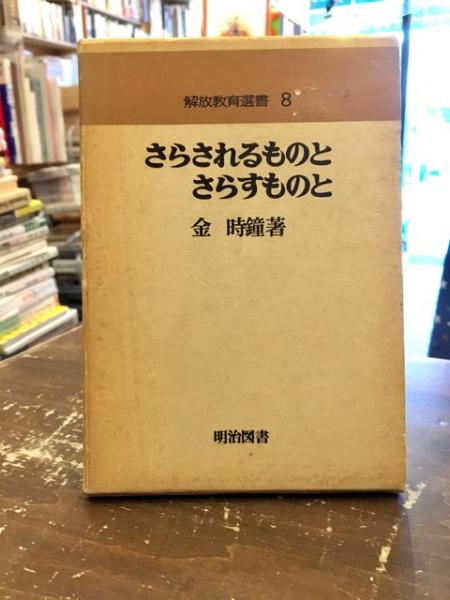 解放教育選書 8
さらされるものと
さらすものと
金 時鐘著
明治図書